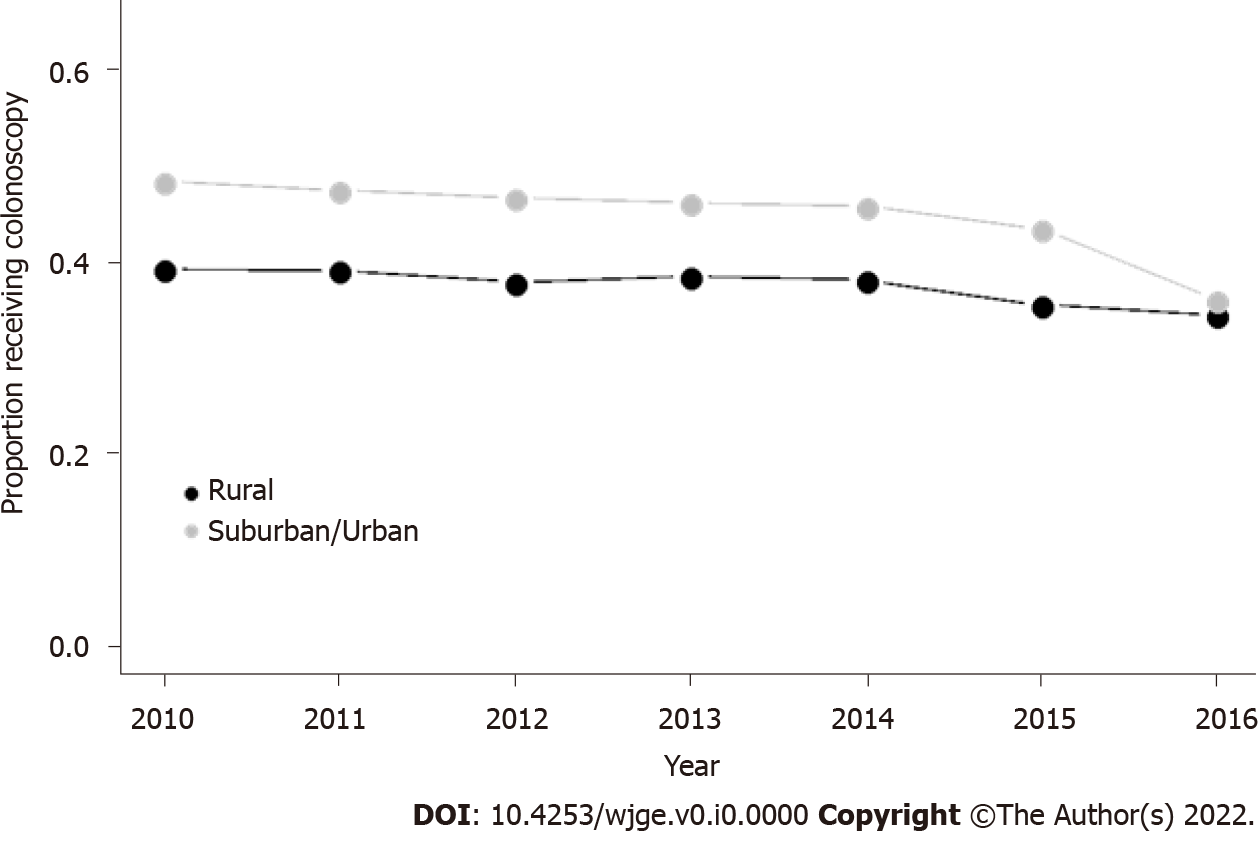 Proportion receiving colonoscopy
0.6
0.4
0.2
0.0
Rural
Suburban/Urban
2010 2011 2012 2013 2014 2015 2016
Year
DOI: 10.4253/wjge.v0.i0.0000 Copyright ©The Author(s) 2022.